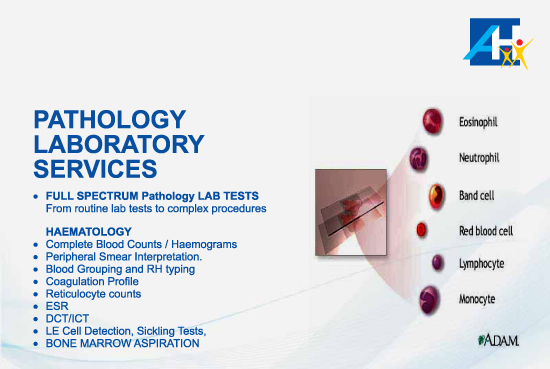 AH
PATHOLOGY
LABORATORY
SERVICES
• FULL SPECTRUM Pathology LAB TESTS
From routine lab tests to complex procedures
HAEMATOLOGY
• Complete Blood Counts / Haemograms
• Peripheral Smear Interpretation.
• Blood Grouping and RH typing
• Coagulation Profile
• Reticulocyte counts
• ESR
• DCT/ICT
• LE Cell Detection, Sickling Tests,
• BONE MARROW ASPIRATION
Eosinophil
Neutrophil
Band cell
Red blood cell
Lymphocyte
Monocyte
ADAM.